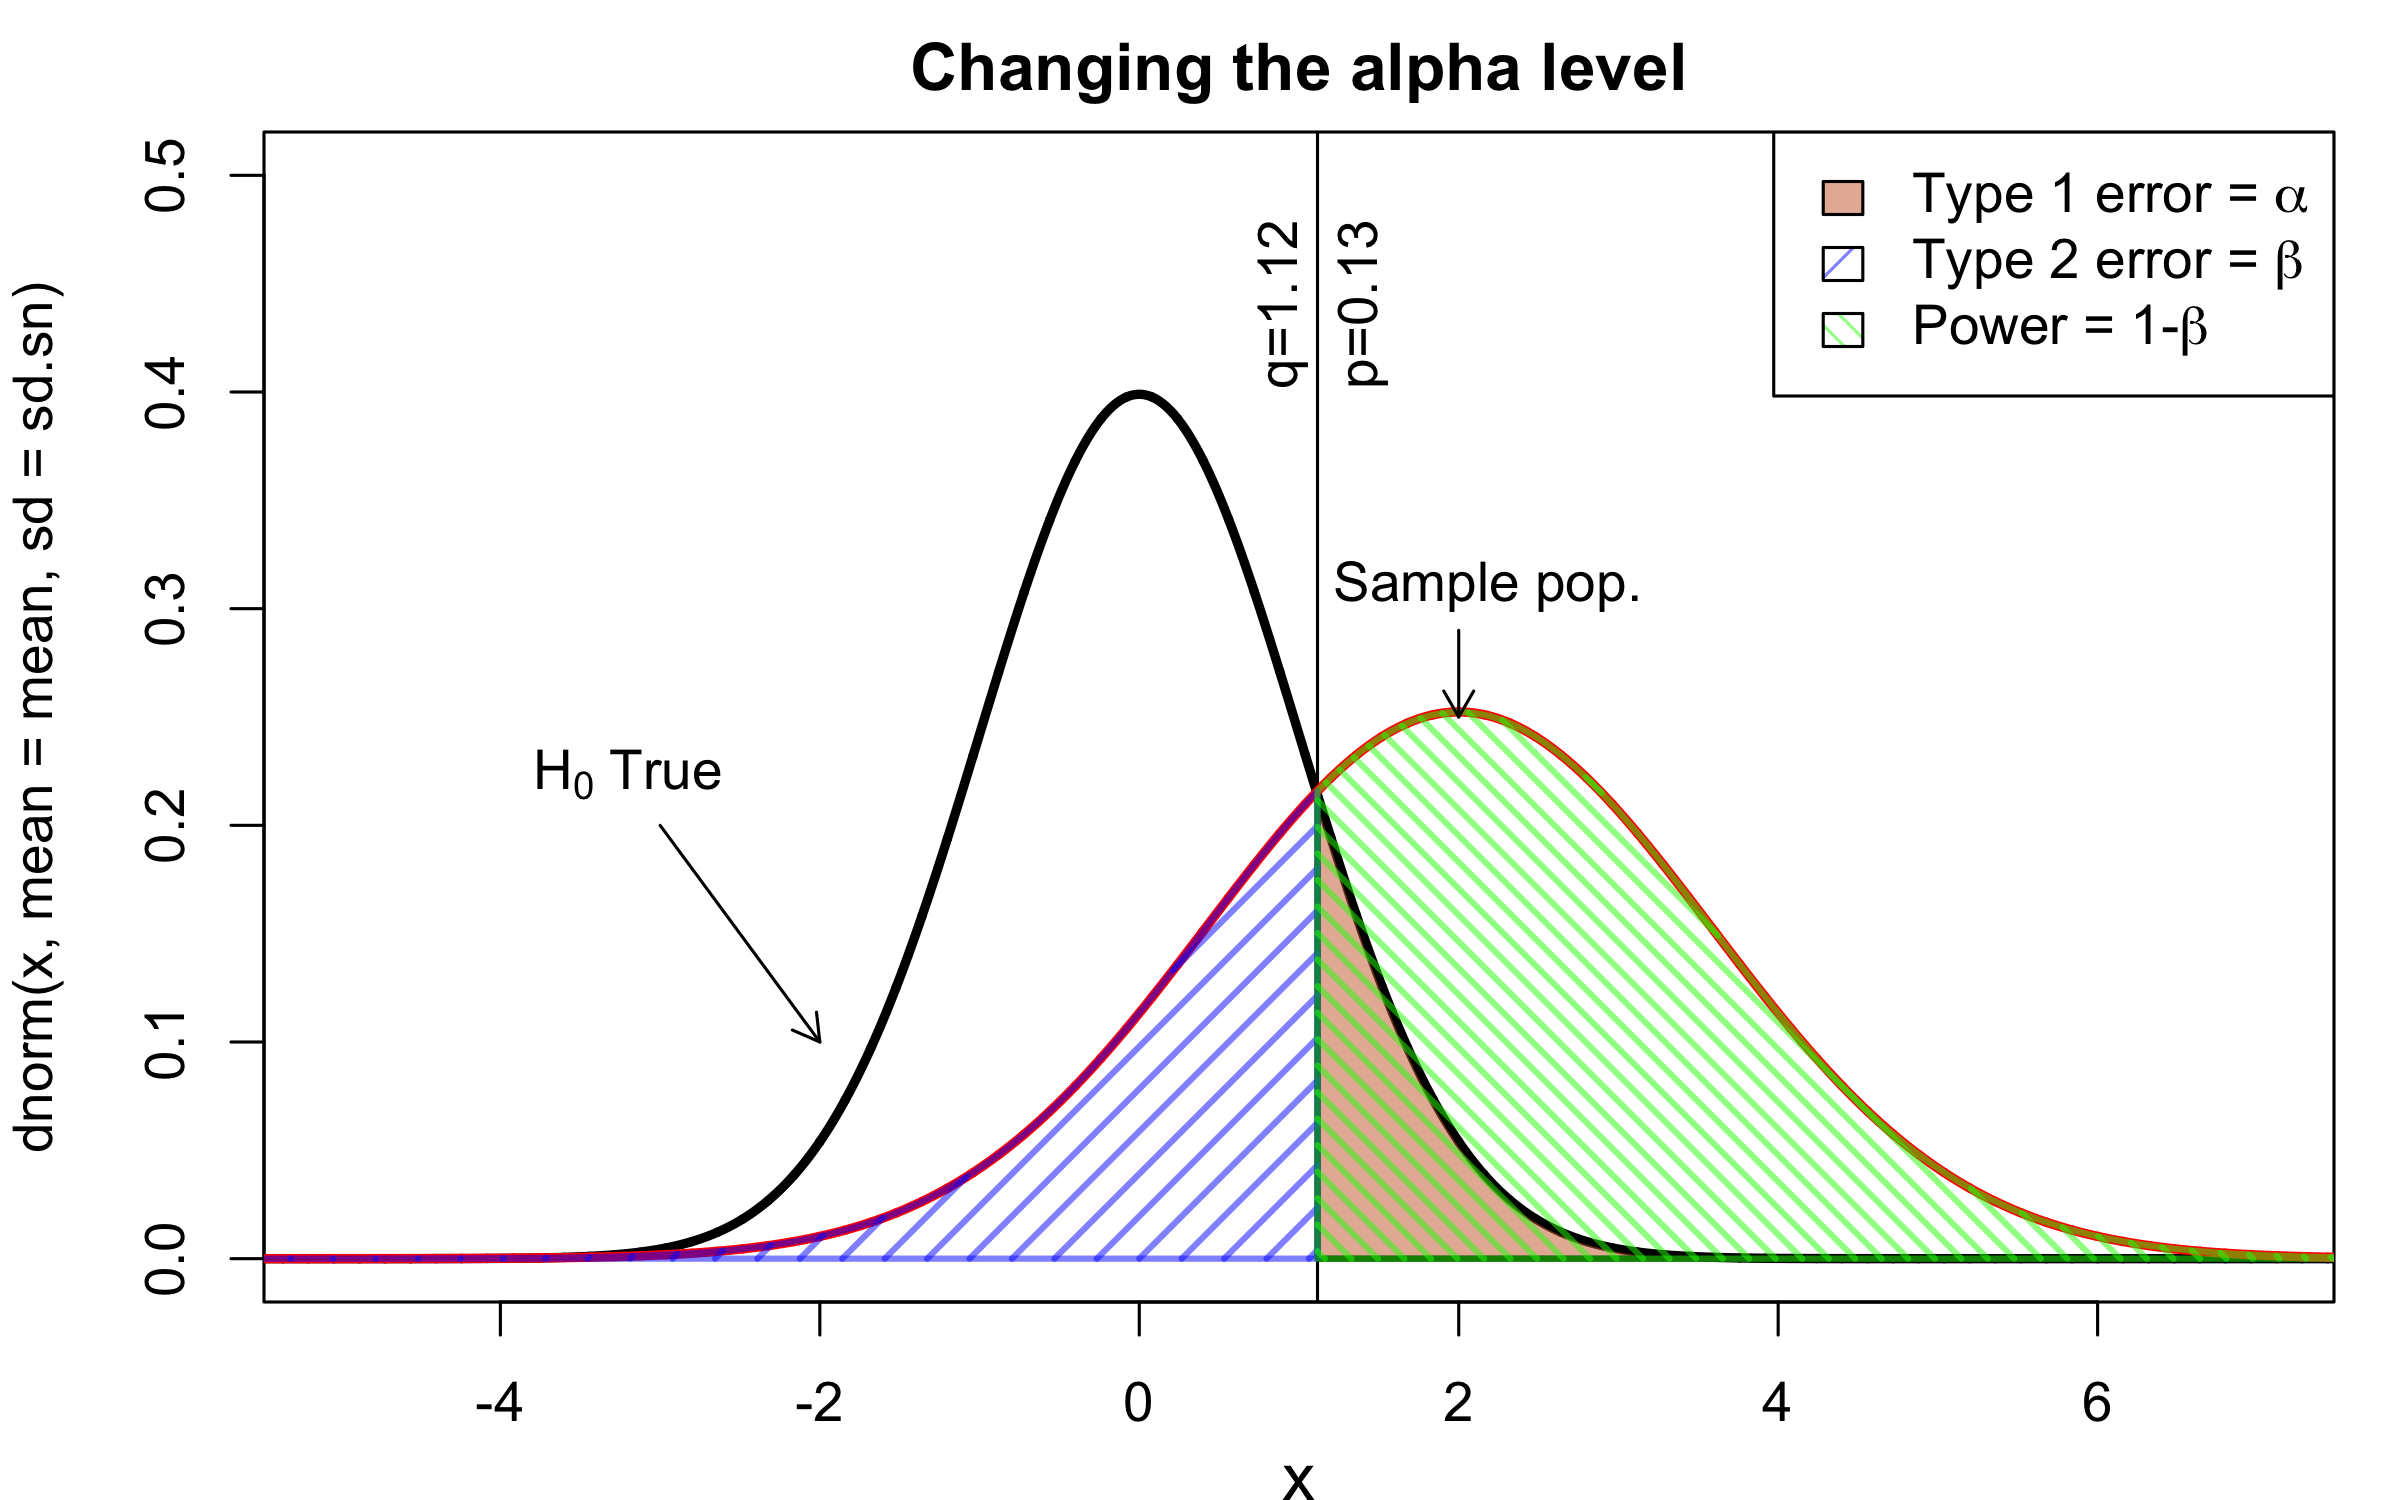 Changing the alpha level
dnorm(x, mean = mean, sd = sd.sn)
0.5
0.4
0.3
0.2
0.1
0.0
q=1.12
p=0.13
Type 1 error = α
Type 2 error = β
Power = 1-β
Sample pop.
H₀ True
-4
-2
0
2
4
6
x